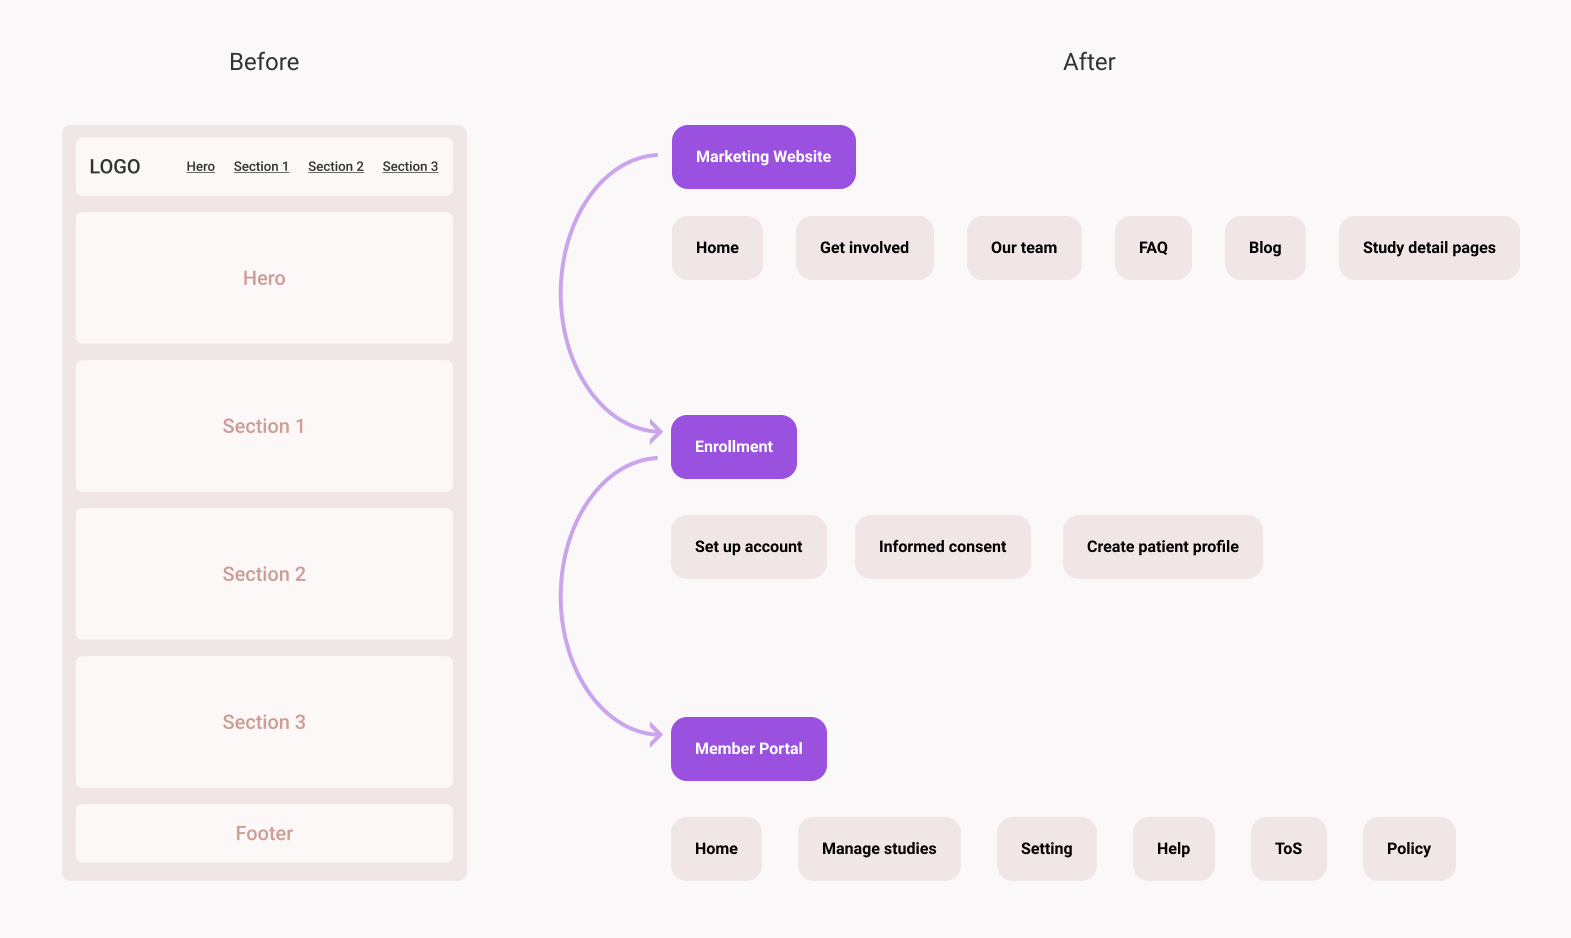 Before
LOGO Hero Section 1 Section 2 Section 3
Hero
Section 1
Section 2
Section 3
Footer
After
Marketing Website
Home Get involved Our team FAQ Blog Study detail pages
Enrollment
Set up account Informed consent Create patient profile
Member Portal
Home Manage studies Setting Help ToS Policy